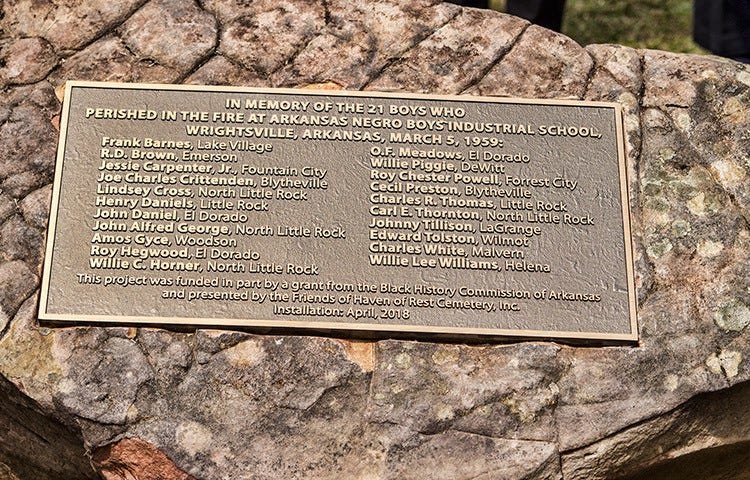 IN MEMORY OF THE 21 BOYS WHO
PERISHED IN THE FIRE AT ARKANSAS NEGRO BOYS INDUSTRIAL SCHOOL,
WRIGHTSVILLE, ARKANSAS, MARCH 5, 1959:
Frank Barnes, Lake Village
R.D. Brown, Emerson
Jessie Carpenter, Jr., Fountain City
Joe Charles Crittenden, Blytheville
Lindsey Cross, North Little Rock
Henry Daniels, Little Rock
John Daniel, El Dorado
John Alfred George, North Little Rock
Amos Gyce, Woodson
Roy Hegwood, El Dorado
Willie C. Horner, North Little Rock
O.F. Meadows, El Dorado
Willie Piggie, DeVitt
Roy Chester Powell, Forrest City
Cecil Preston, Blytheville
Charles R. Thomas, Little Rock
Carl E. Thornton, North Little Rock
Johnny Tillison, LaGrange
Edward Tolston, Wilmot
Charles White, Malvern
Willie Lee Williams, Helena
This project was funded in part by a grant from the Black History Commission of Arkansas
and presented by the Friends of Haven of Rest Cemetery, Inc.
Installation: April, 2018